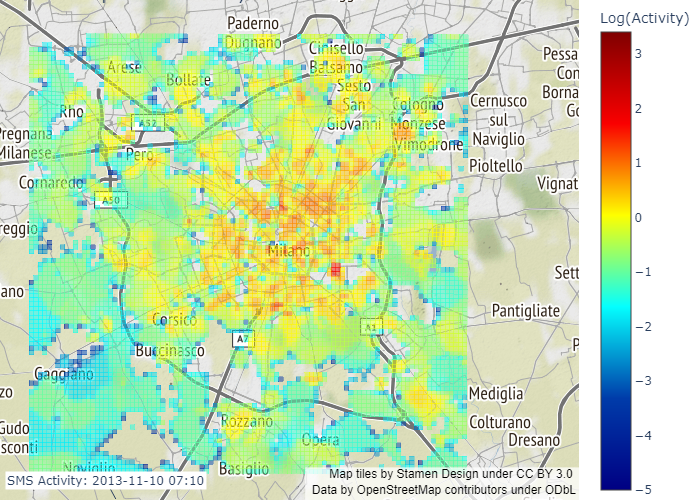 Log(Activity)
3
2
1
0
−1
−2
−3
−4
−5
Paderno
Dugnano
Cinisello
Balsamo
Arese
Bollate
Sesto
San
Giovanni
Cologno
Monzese
Vimodrone
Cernusco
sul
Naviglio
Pioltello
Pessa
Con
Borna
Go
Rho
A52
Pregnana
Milanese
Pero
Cornaredo
A50
Vignat
reggio
Milano
Sett
ano
Pantigliate
Corsico
A7
A1
Buccinasco
P
Gaggiano
zo
Mediglia
Gudo
sconti
Rozzano
Opera
Colturano
Dresano
Noviglio
Basiglio
SMS Activity: 2013-11-10 07:10
Map tiles by Stamen Design under CC BY 3.0
Data by OpenStreetMap contributors under ODbL